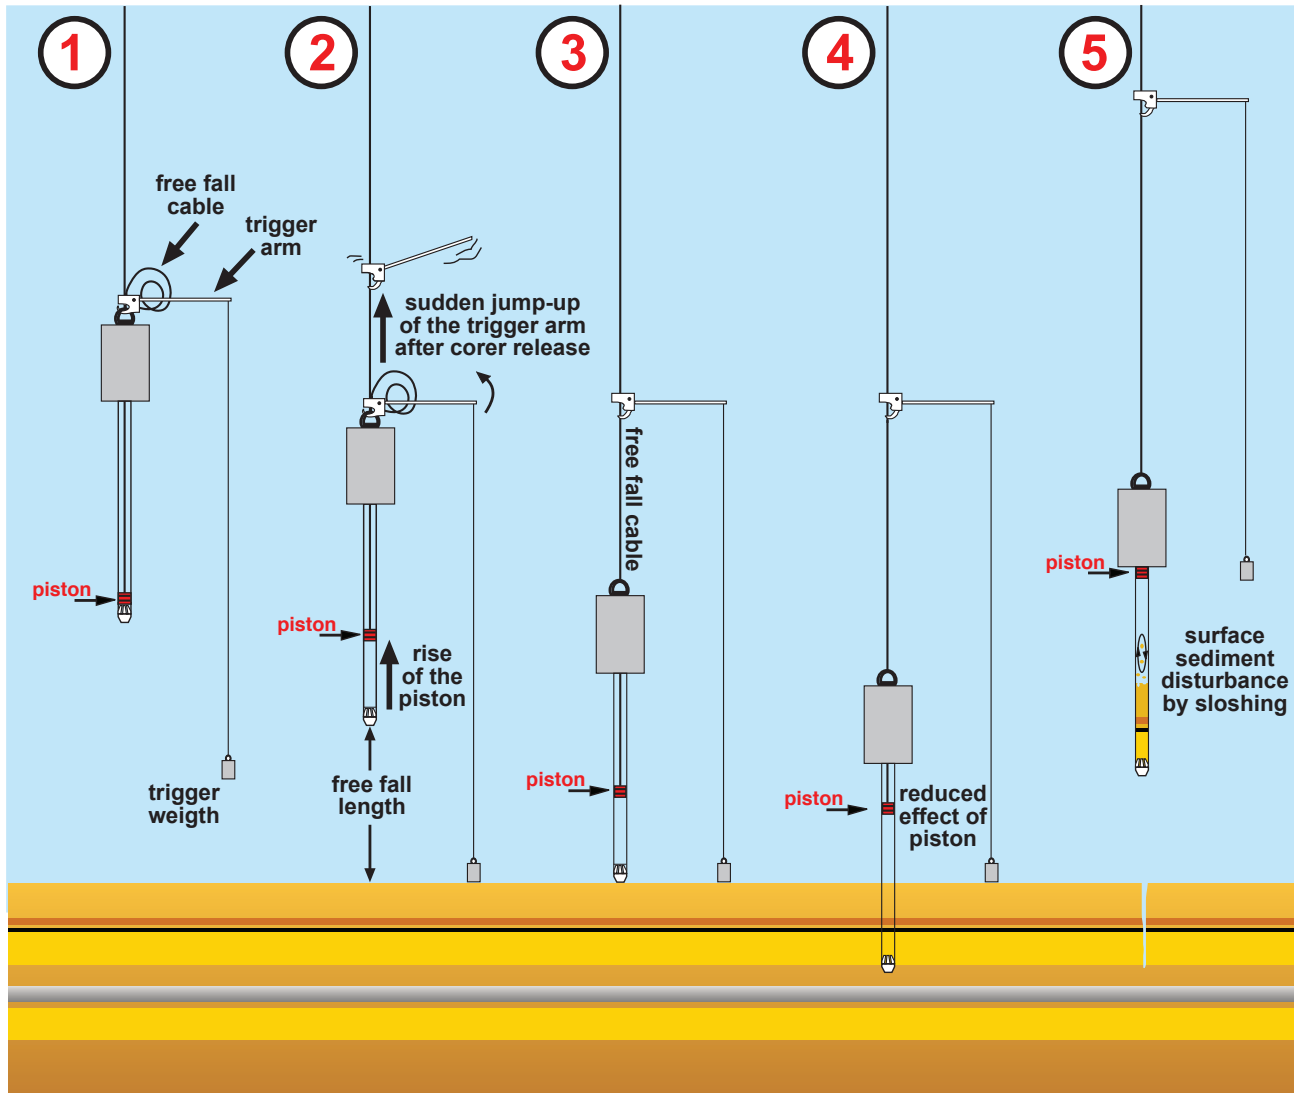 1
2
3
4
5
free fall
cable
trigger
arm
piston
trigger
weigth
sudden jump-up
of the trigger arm
after corer release
piston
rise
of the
piston
free fall
length
free fall cable
piston
piston
reduced
effect of
piston
piston
surface
sediment
disturbance
by sloshing